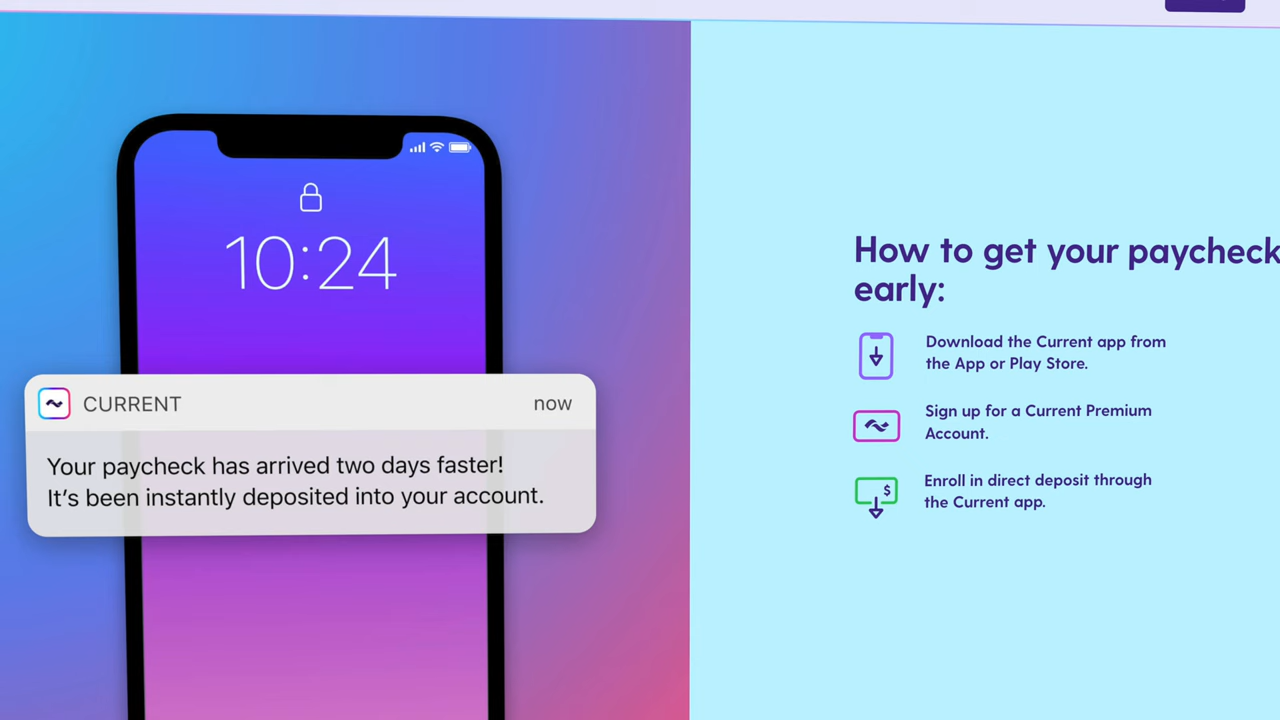 10:24
CURRENT
now
Your paycheck has arrived two days faster!
It's been instantly deposited into your account.
How to get your paycheck
early:
Download the Current app from
the App or Play Store.
Sign up for a Current Premium
Account.
$
Enroll in direct deposit through
the Current app.